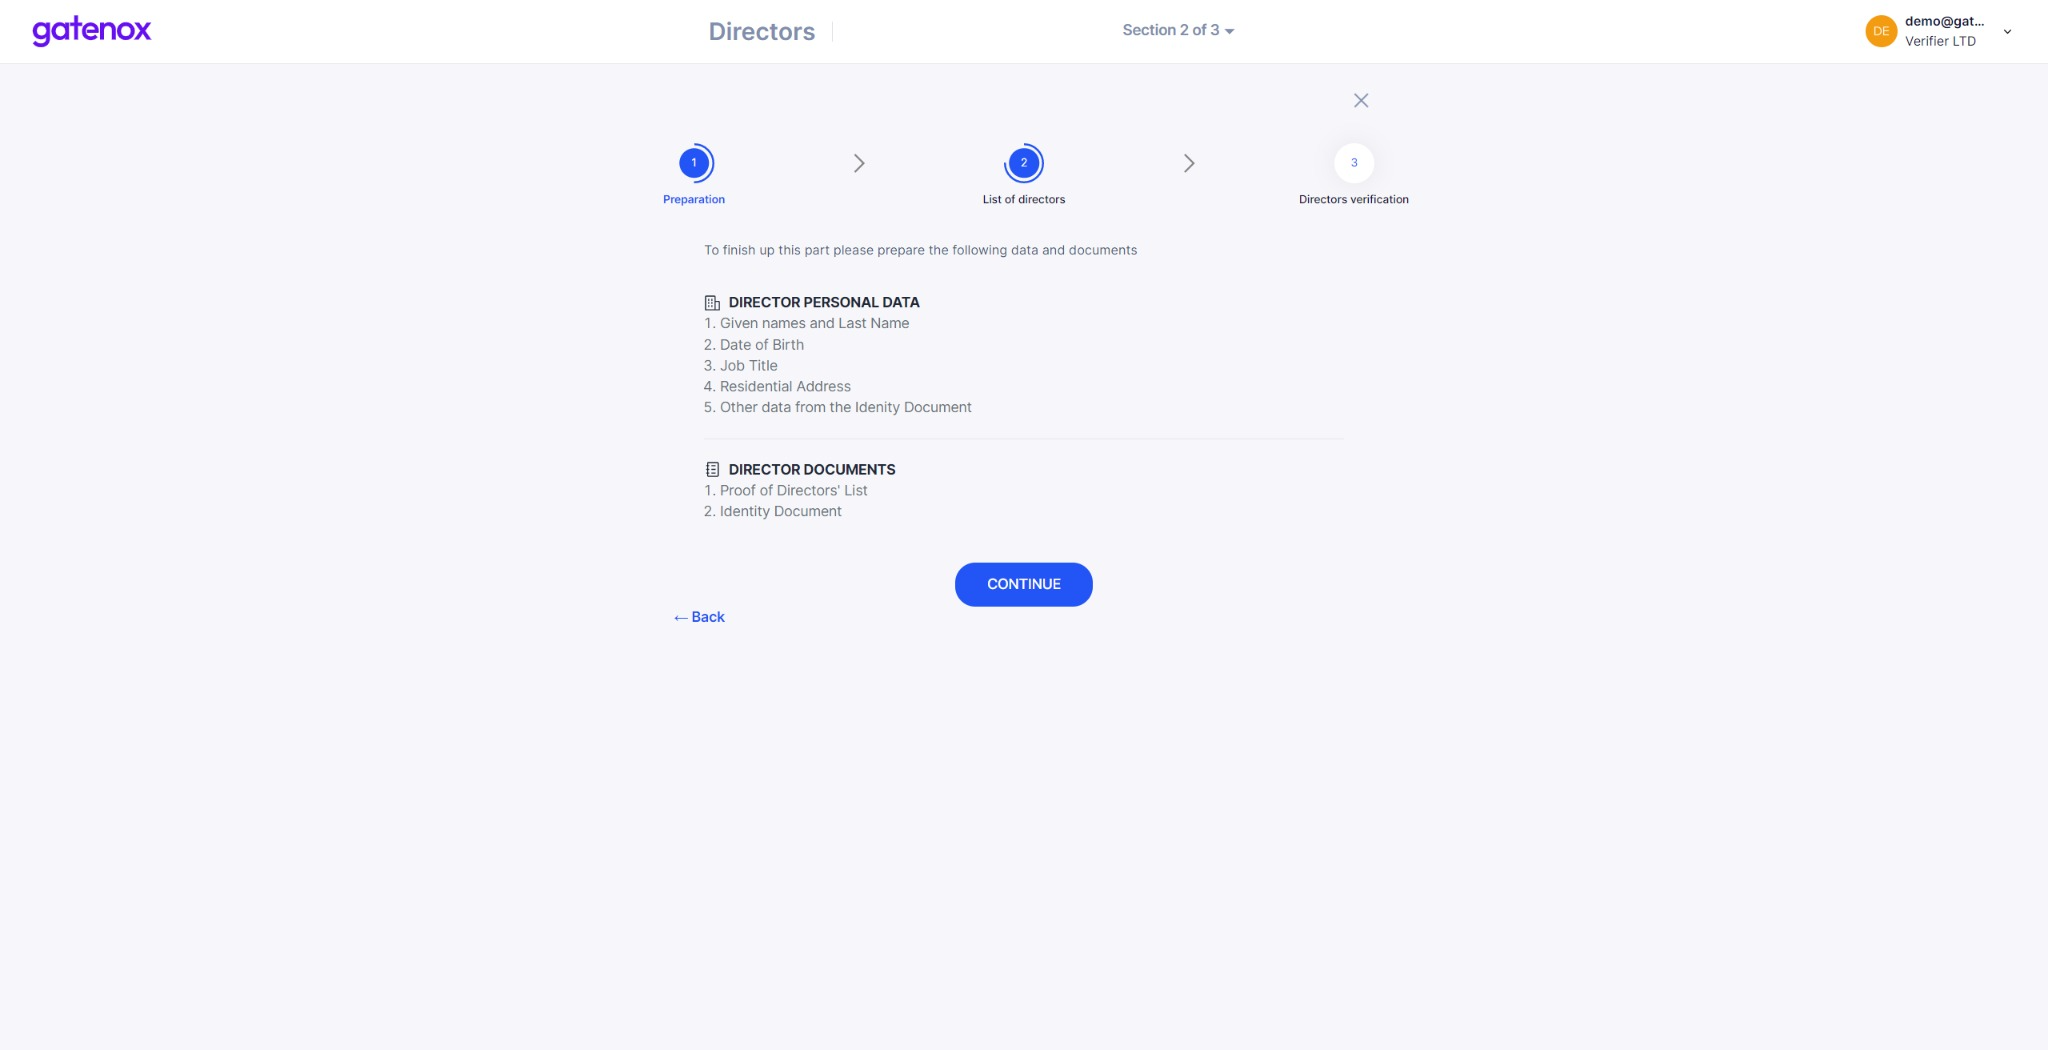 gatenox
Directors
Section 2 of 3
DE
demo@gat...
Verifier LTD
1
2
3
Preparation
List of directors
Directors verification
To finish up this part please prepare the following data and documents
DIRECTOR PERSONAL DATA
1. Given names and Last Name
2. Date of Birth
3. Job Title
4. Residential Address
5. Other data from the Idenity Document
DIRECTOR DOCUMENTS
1. Proof of Directors' List
2. Identity Document
CONTINUE
← Back